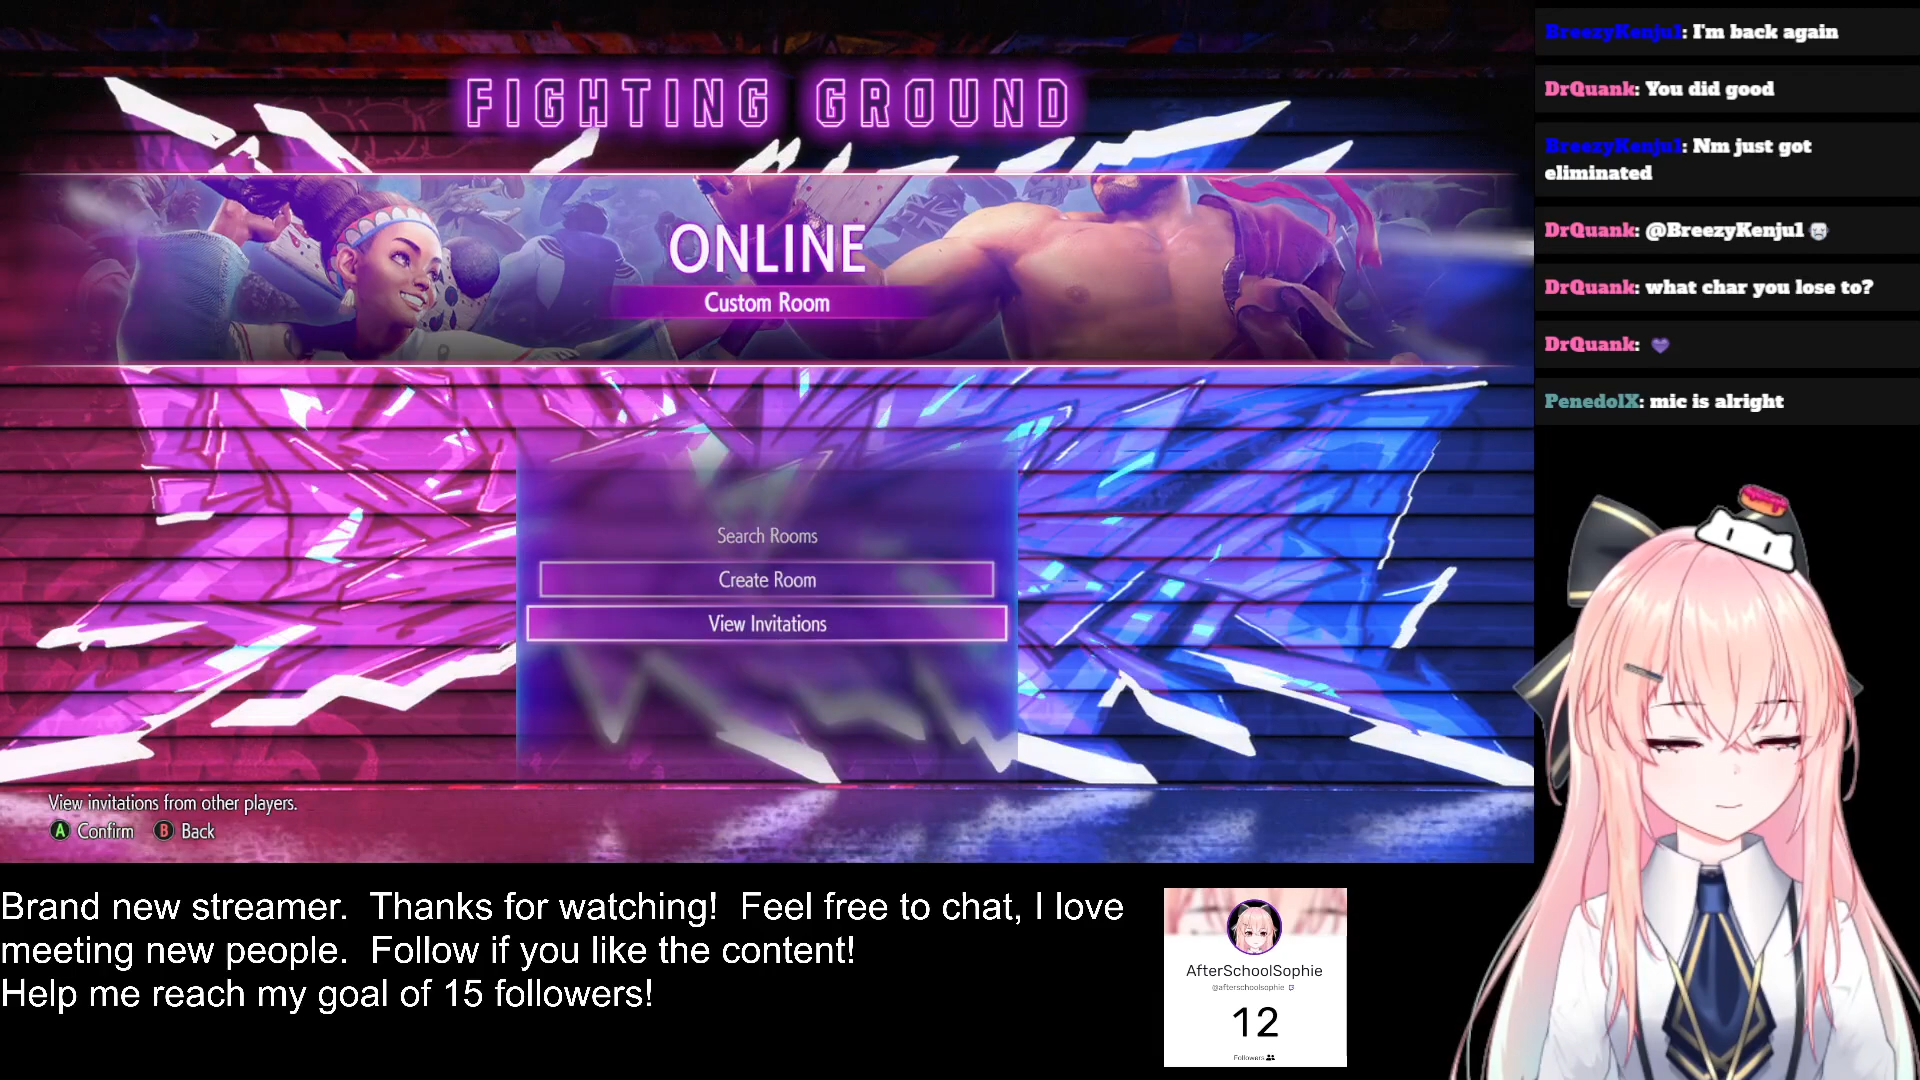 FIGHTING GROUND
ONLINE
Custom Room
Search Rooms
Create Room
View Invitations
View invitations from other players.
A Confirm B Back
BreezyKenju1: I'm back again
DrQuank: You did good
BreezyKenju1: Nm just got
eliminated
DrQuank: @BreezyKenju1
DrQuank: what char you lose to?
DrQuank:
PenedolX: mic is alright
Brand new streamer. Thanks for watching! Feel free to chat, I love
meeting new people. Follow if you like the content!
Help me reach my goal of 15 followers!
AfterSchoolSophie
@afterschoolsophie
12
Followers